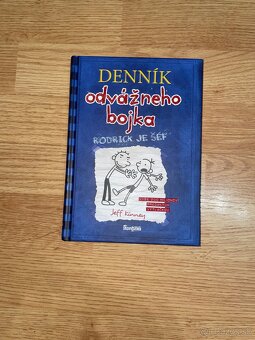 DENNÍK
odvážneho
bojka
RODRICK JE ŠÉF
Jeff Kinney